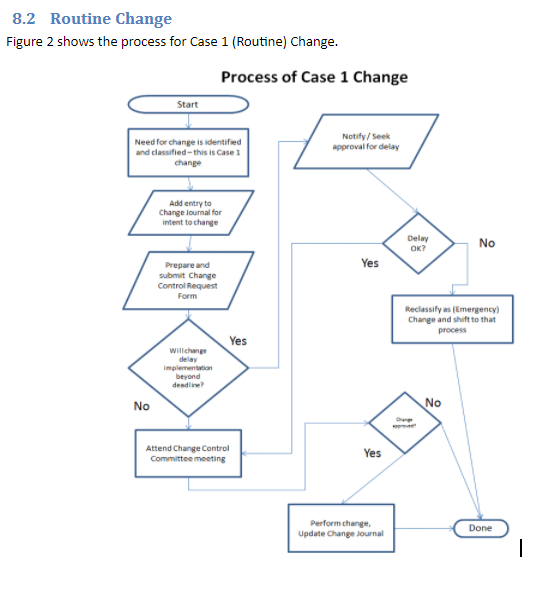 8.2 Routine Change
Figure 2 shows the process for Case 1 (Routine) Change.
Process of Case 1 Change
Start
Need for change is identified
and classified – this is Case 1
change
Add entry to
Change Journal for
intent to change
Prepare and
submit Change
Control Request
Form
Will change
delay
implementation
beyond
deadline?
Yes
No
Attend Change Control
Committee meeting
Notify / Seek
approval for delay
Delay
OK?
No
Yes
Reclassify as (Emergency)
Change and shift to that
process
Change
approved?
No
Yes
Perform change,
Update Change Journal
Done